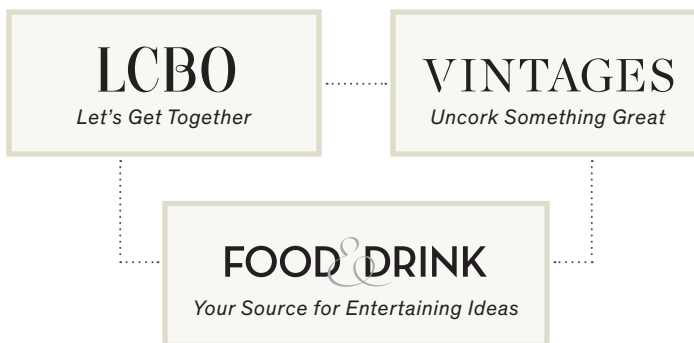 LCBO
Let's Get Together
VINTAGES
Uncork Something Great
FOOD & DRINK
Your Source for Entertaining Ideas